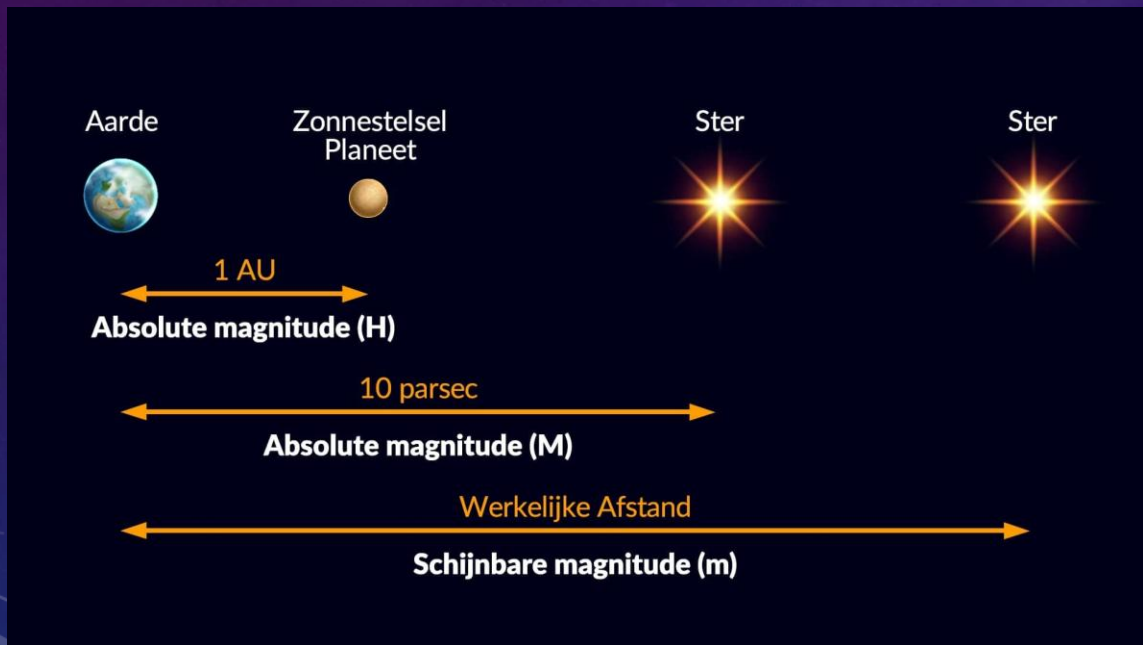 Aarde
Zonnestelsel
Planeet
Ster
Ster
1 AU
Absolute magnitude (H)
10 parsec
Absolute magnitude (M)
Werkelijke Afstand
Schijnbare magnitude (m)